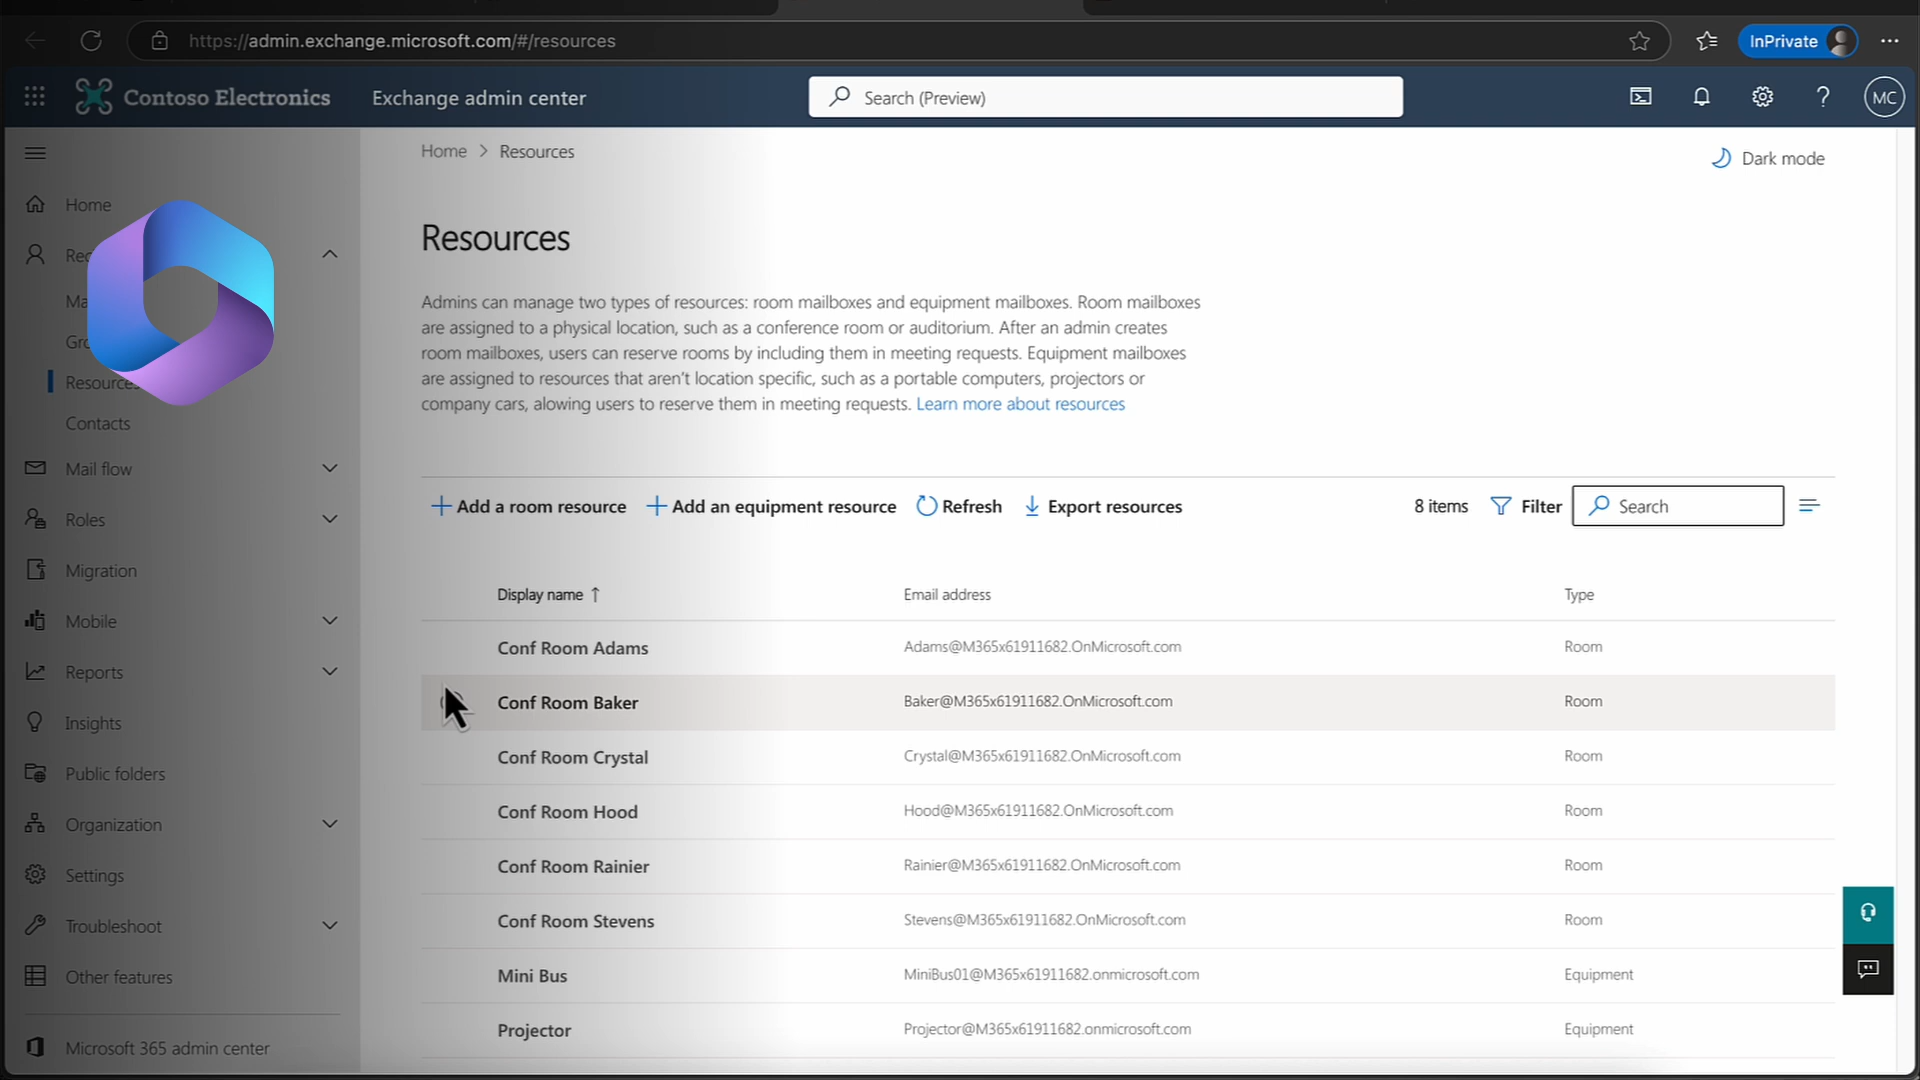 https://admin.exchange.microsoft.com/#/resources
InPrivate
Contoso Electronics
Exchange admin center
Search (Preview)
MC
Home > Resources
Dark mode
Home
Resources
Contacts
Mail flow
Roles
Migration
Mobile
Reports
Insights
Public folders
Organization
Settings
Troubleshoot
Other features
Microsoft 365 admin center
Resources
Admins can manage two types of resources: room mailboxes and equipment mailboxes. Room mailboxes
are assigned to a physical location, such as a conference room or auditorium. After an admin creates
room mailboxes, users can reserve rooms by including them in meeting requests. Equipment mailboxes
are assigned to resources that aren't location specific, such as a portable computers, projectors or
company cars, allowing users to reserve them in meeting requests. Learn more about resources
Add a room resource
Add an equipment resource
Refresh
Export resources
8 items
Filter
Search
Display name ↑ Email address Type
Conf Room Adams Adams@M365x61911682.OnMicrosoft.com Room
Conf Room Baker Baker@M365x61911682.OnMicrosoft.com Room
Conf Room Crystal Crystal@M365x61911682.OnMicrosoft.com Room
Conf Room Hood Hood@M365x61911682.OnMicrosoft.com Room
Conf Room Rainier Rainier@M365x61911682.OnMicrosoft.com Room
Conf Room Stevens Stevens@M365x61911682.OnMicrosoft.com Room
Mini Bus MiniBus01@M365x61911682.onmicrosoft.com Equipment
Projector Projector@M365x61911682.onmicrosoft.com Equipment